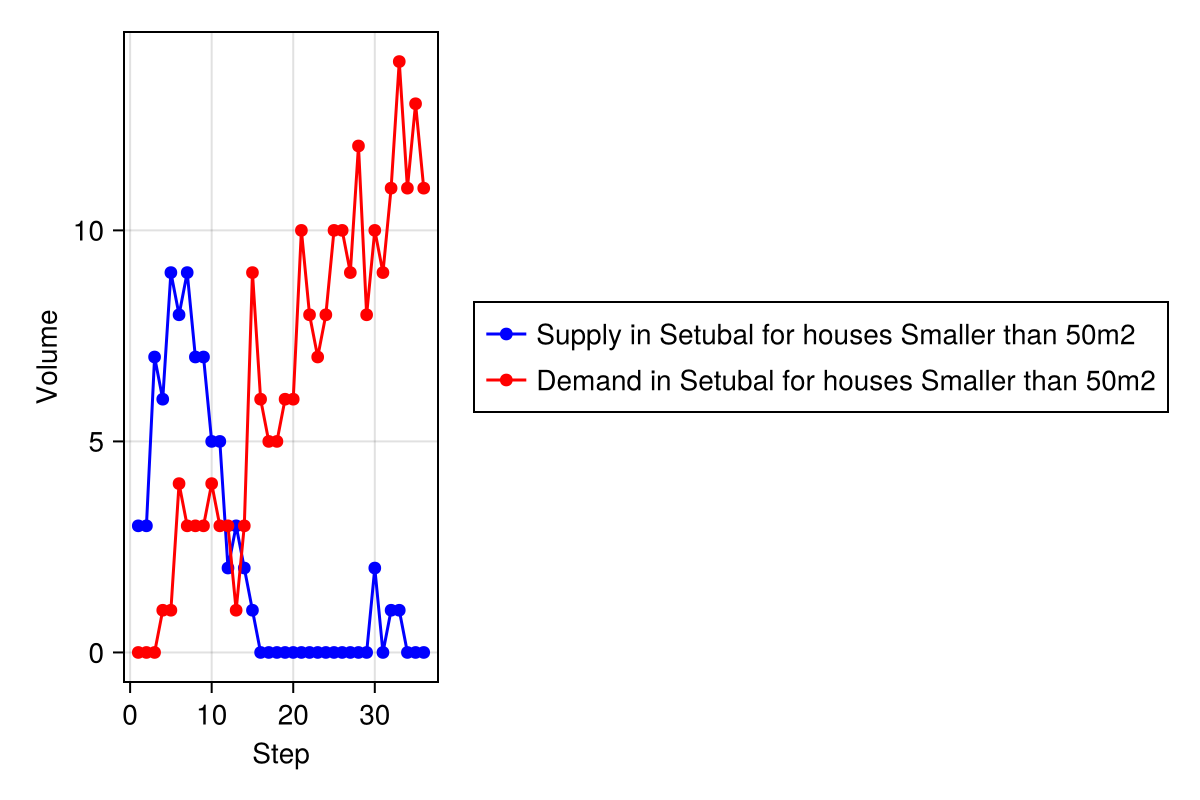 Volume
10
5
0
0 10 20 30
Step
Supply in Setubal for houses Smaller than 50m2
Demand in Setubal for houses Smaller than 50m2